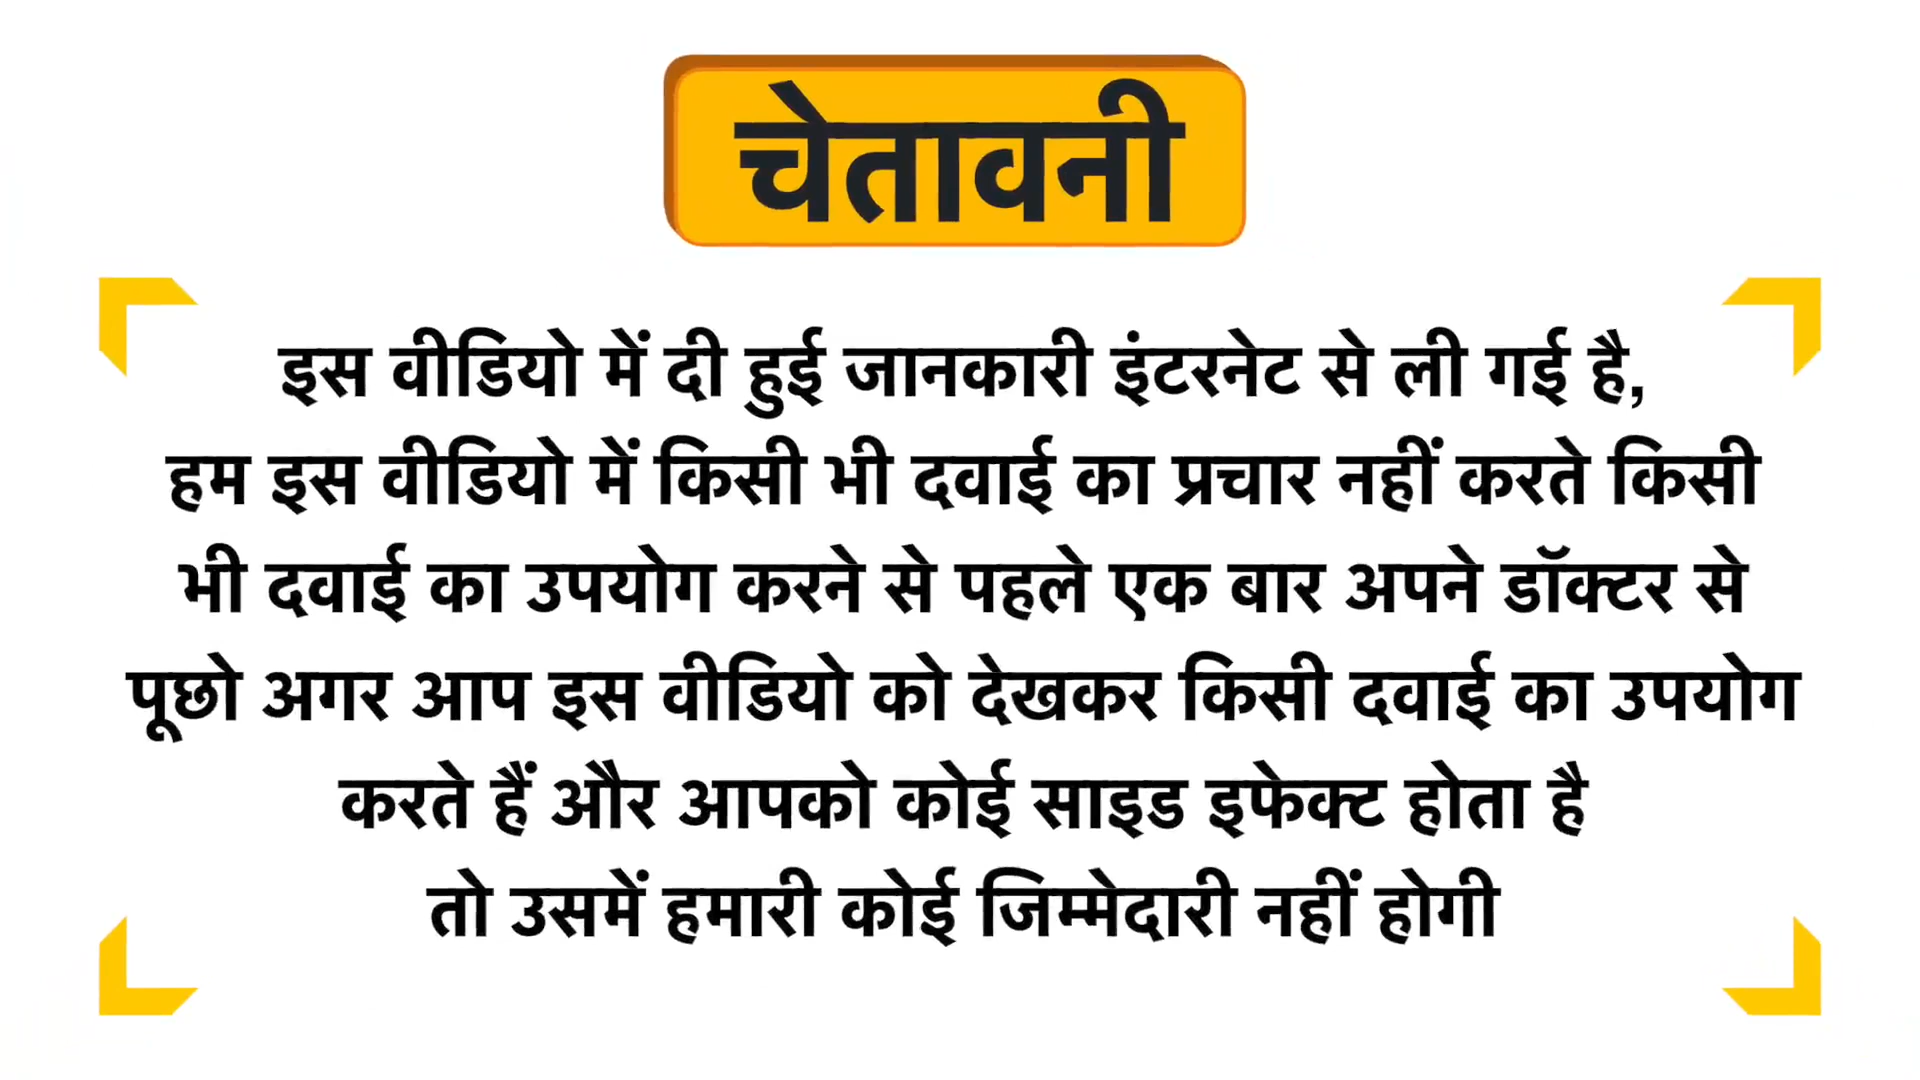 चेतावनी
इस वीडियो में दी हुई जानकारी इंटरनेट से ली गई है,
हम इस वीडियो में किसी भी दवाई का प्रचार नहीं करते किसी
भी दवाई का उपयोग करने से पहले एक बार अपने डॉक्टर से
पूछो अगर आप इस वीडियो को देखकर किसी दवाई का उपयोग
करते हैं और आपको कोई साइड इफेक्ट होता है
तो उसमें हमारी कोई जिम्मेदारी नहीं होगी